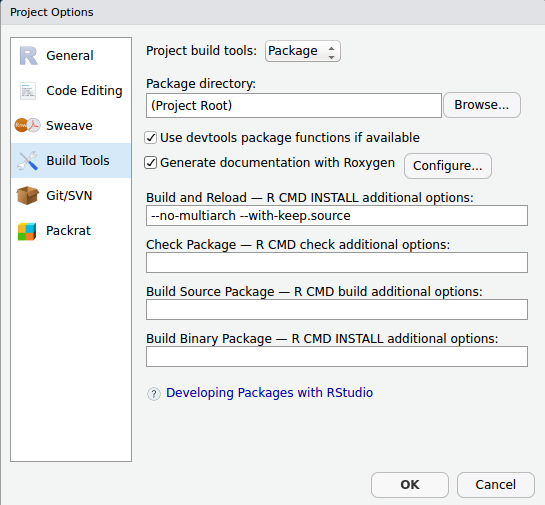 Project Options
General
Code Editing
Sweave
Build Tools
Git/SVN
Packrat
Project build tools: Package
Package directory:
(Project Root) Browse...
Use devtools package functions if available
Generate documentation with Roxygen Configure...
Build and Reload — R CMD INSTALL additional options:
--no-multiarch --with-keep.source
Check Package — R CMD check additional options:
Build Source Package — R CMD build additional options:
Build Binary Package — R CMD INSTALL additional options:
? Developing Packages with RStudio
OK Cancel